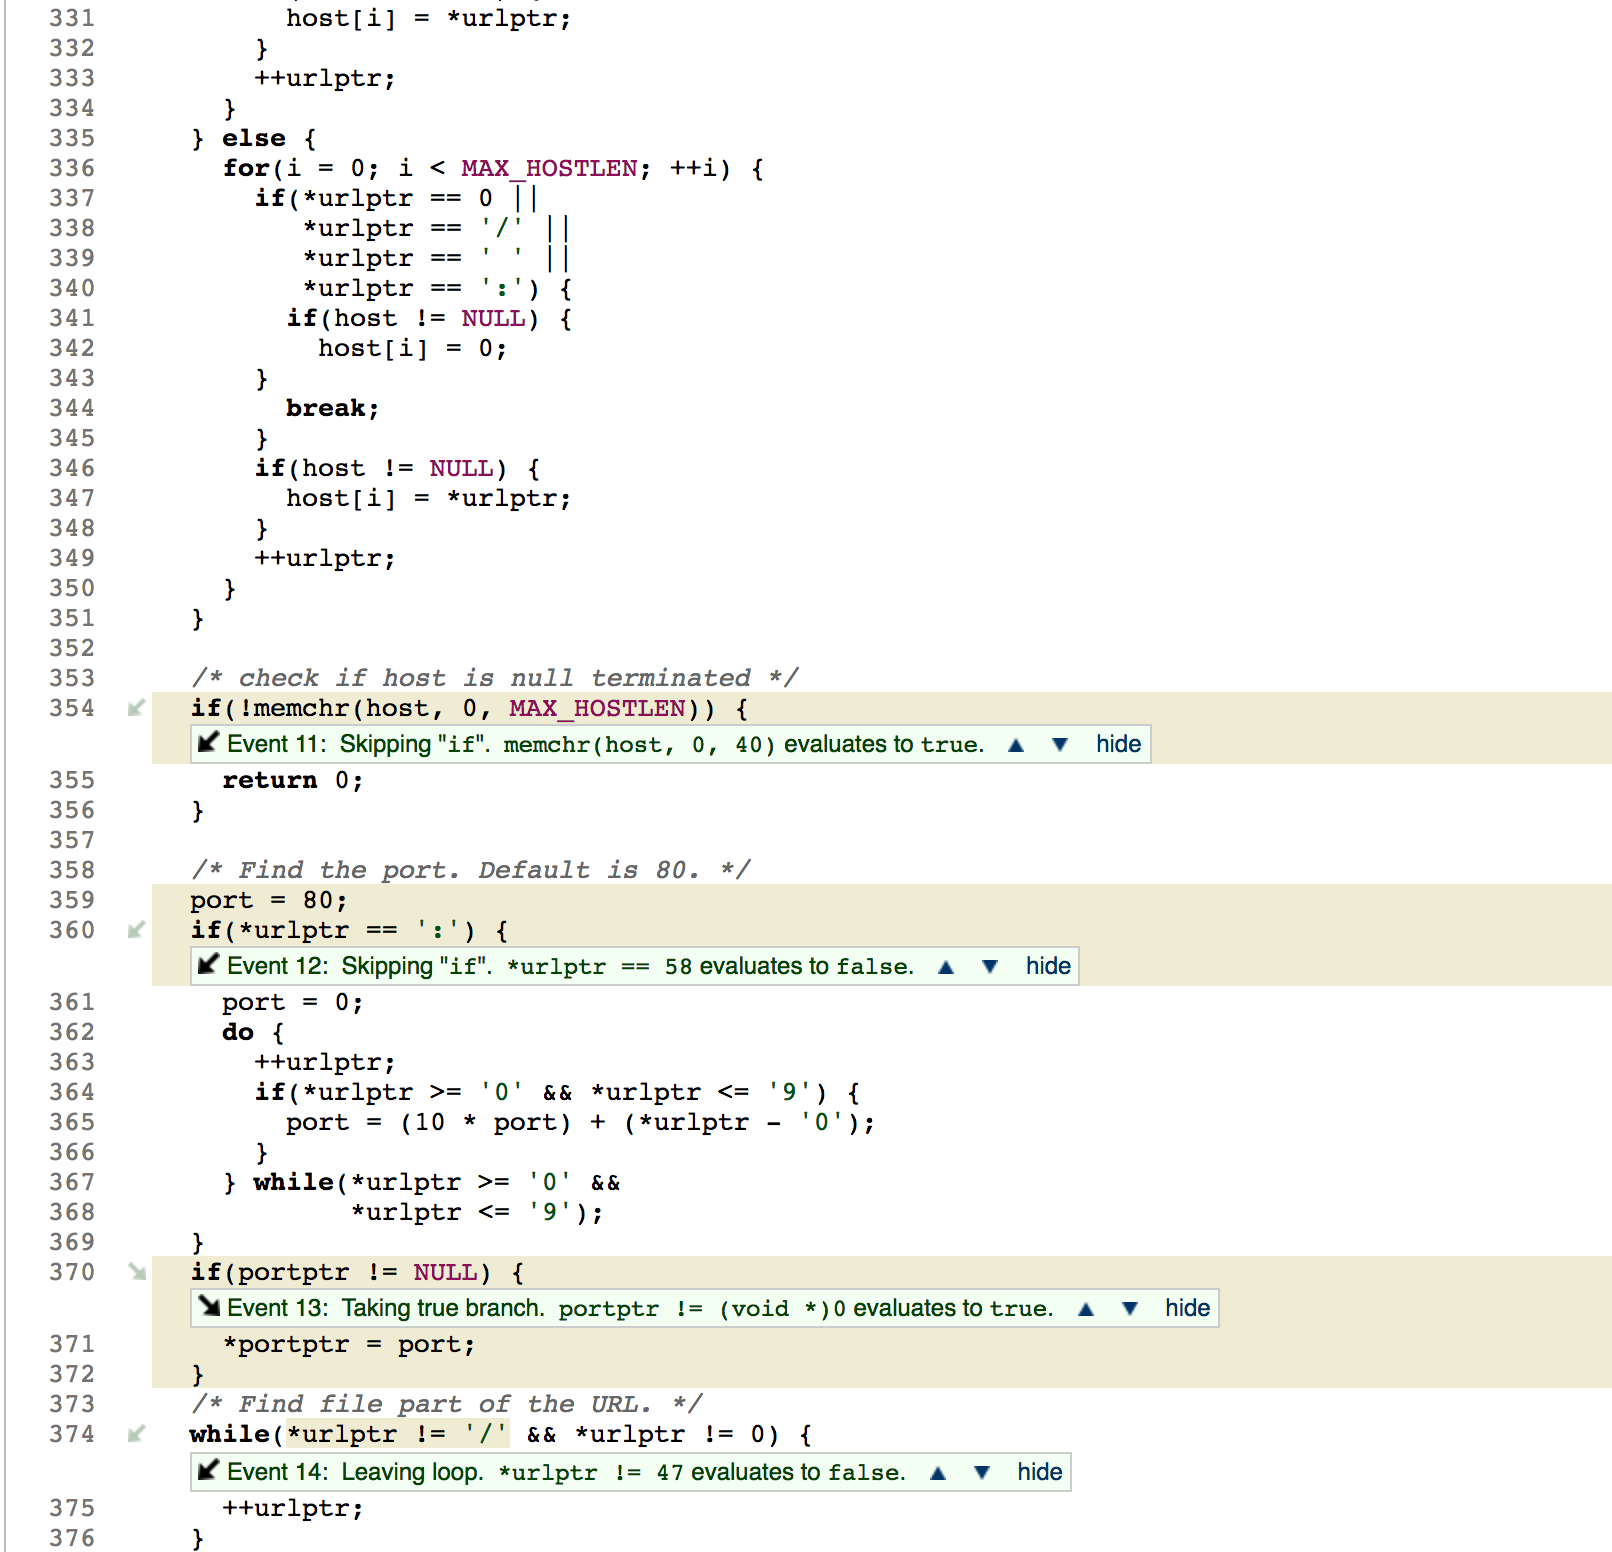 331 host[i] = *urlptr;
332 }
333 ++urlptr;
334 }
335 } else {
336 for(i = 0; i < MAX_HOSTLEN; ++i) {
337 if(*urlptr == 0 ||
338 *urlptr == '/' ||
339 *urlptr == ' ' ||
340 *urlptr == ':') {
341 if(host != NULL) {
342 host[i] = 0;
343 }
344 break;
345 }
346 if(host != NULL) {
347 host[i] = *urlptr;
348 }
349 ++urlptr;
350 }
351 }
352
353 /* check if host is null terminated */
354 if(!memchr(host, 0, MAX_HOSTLEN)) {
Event 11: Skipping "if". memchr(host, 0, 40) evaluates to true. ▲ ▼ hide
355 return 0;
356 }
357
358 /* Find the port. Default is 80. */
359 port = 80;
360 if(*urlptr == ':') {
Event 12: Skipping "if". *urlptr == 58 evaluates to false. ▲ ▼ hide
361 port = 0;
362 do {
363 ++urlptr;
364 if(*urlptr >= '0' && *urlptr <= '9') {
365 port = (10 * port) + (*urlptr - '0');
366 }
367 } while(*urlptr >= '0' &&
368 *urlptr <= '9');
369 }
370 if(portptr != NULL) {
Event 13: Taking true branch. portptr != (void *)0 evaluates to true. ▲ ▼ hide
371 *portptr = port;
372 }
373 /* Find file part of the URL. */
374 while(*urlptr != '/' && *urlptr != 0) {
Event 14: Leaving loop. *urlptr != 47 evaluates to false. ▲ ▼ hide
375 ++urlptr;
376 }